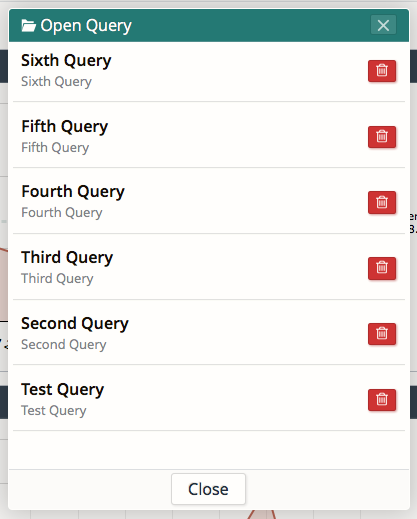 Open Query
Sixth Query
Sixth Query
Fifth Query
Fifth Query
Fourth Query
Fourth Query
Third Query
Third Query
Second Query
Second Query
Test Query
Test Query
Close